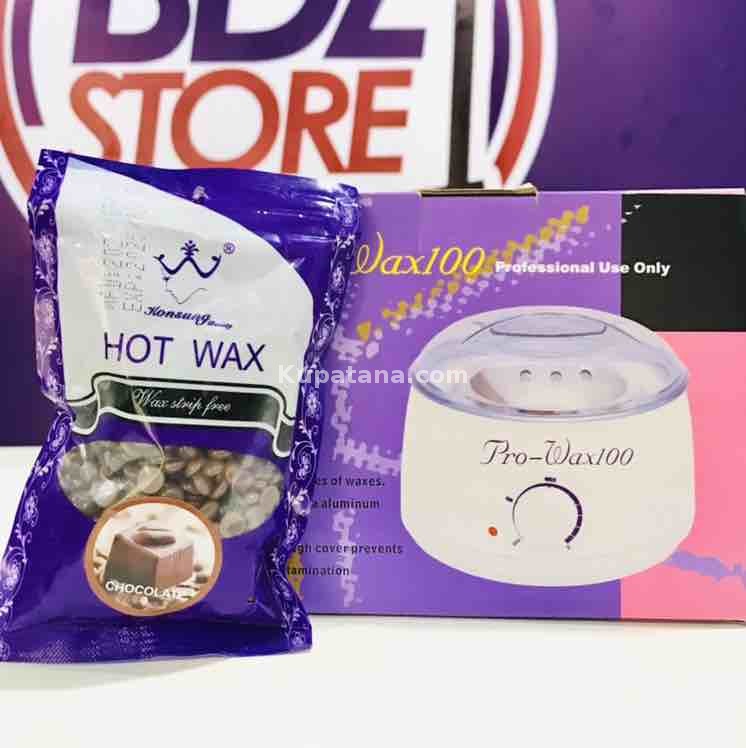 BDZ
STORE
Konsung
Beauty
®
HOT WAX
Wax strip free
CHOCOLATE
Wax100 Professional Use Only
Pro-Wax100
es of waxes.
a aluminum
gh cover prevents
tamination
Kupatana.com